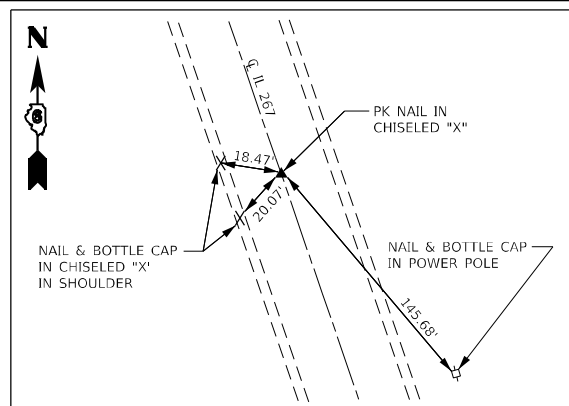 N
6
℄ IL 267
PK NAIL IN
CHISELED "X"
18.47'
20.07'
NAIL & BOTTLE CAP
IN CHISELED "X'
IN SHOULDER
NAIL & BOTTLE CAP
IN POWER POLE
145.68'